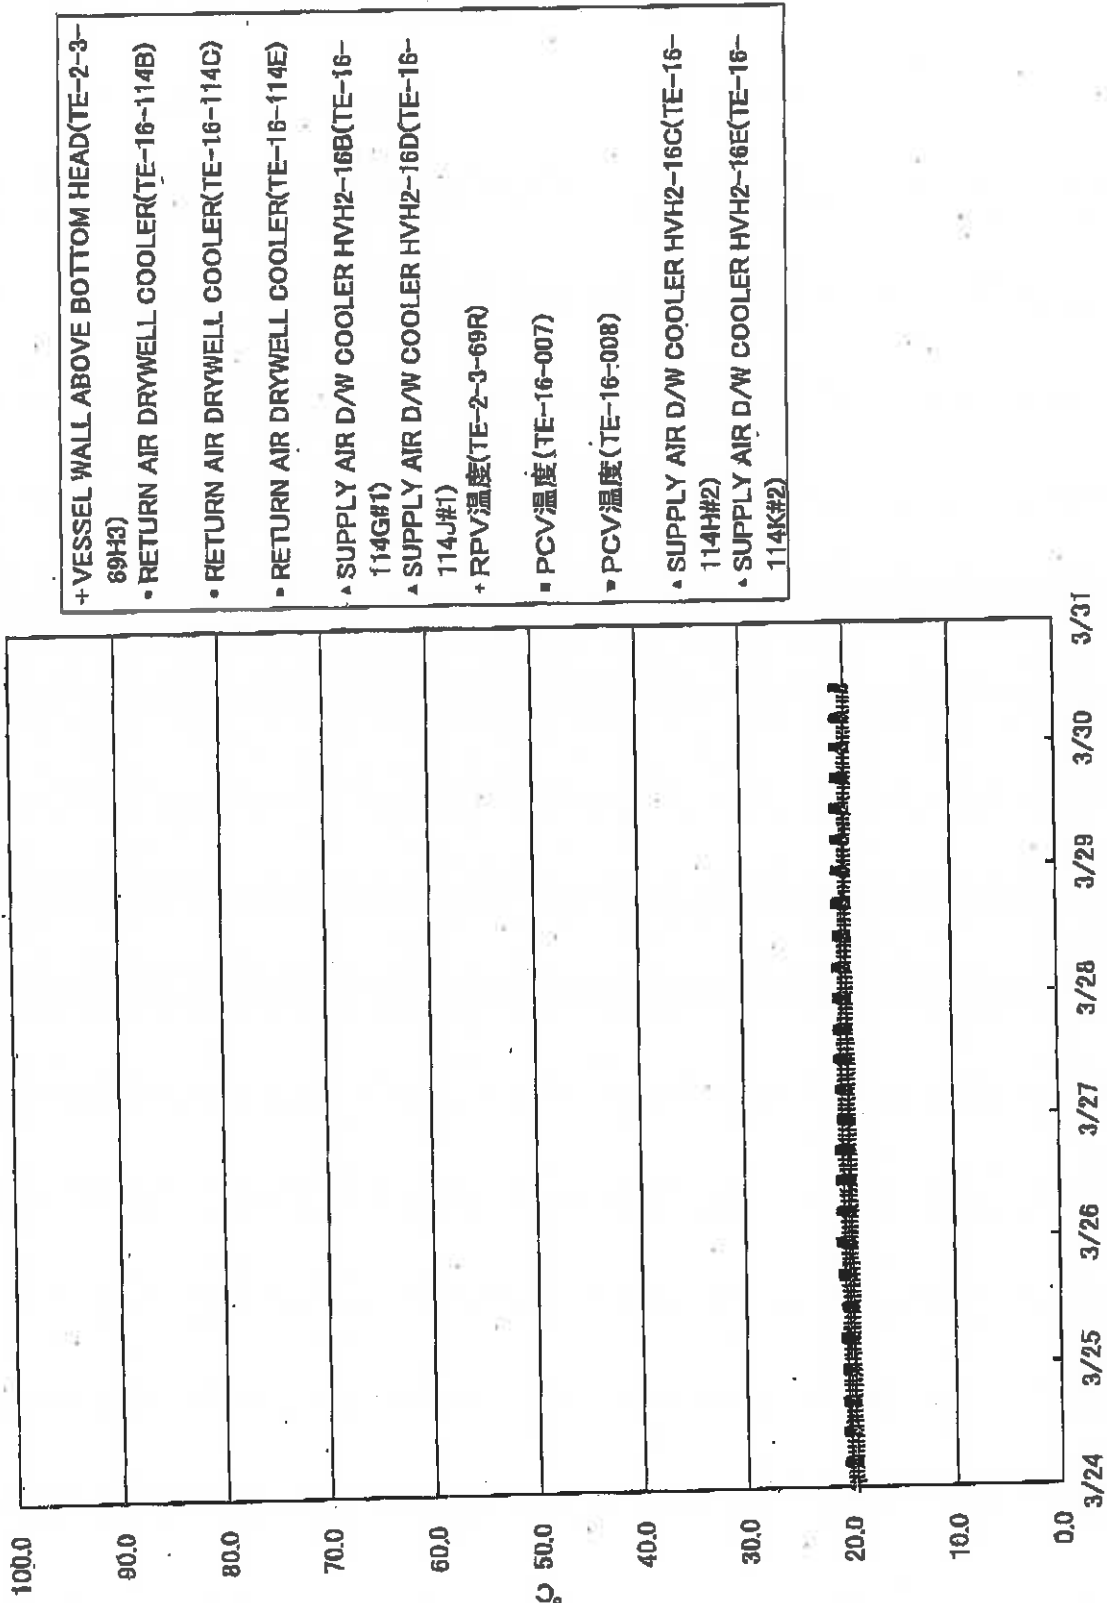 100.0
90.0
80.0
70.0
60.0
℃ 50.0
40.0
30.0
20.0
10.0
0.0
3/24 3/25 3/26 3/27 3/28 3/29 3/30 3/31
+ VESSEL WALL ABOVE BOTTOM HEAD(TE-2-3-
69H3)
• RETURN AIR DRYWELL COOLER(TE-16-114B)
• RETURN AIR DRYWELL COOLER(TE-16-114C)
• RETURN AIR DRYWELL COOLER(TE-16-114E)
▲ SUPPLY AIR D/W COOLER HVH2-16B(TE-16-
114G#1)
▲ SUPPLY AIR D/W COOLER HVH2-16D(TE-16-
114J#1)
+ RPV温度(TE-2-3-69R)
■ PCV温度(TE-16-007)
■ PCV温度(TE-16-008)
▲ SUPPLY AIR D/W COOLER HVH2-16C(TE-16-
114H#2)
▲ SUPPLY AIR D/W COOLER HVH2-16E(TE-16-
114K#2)